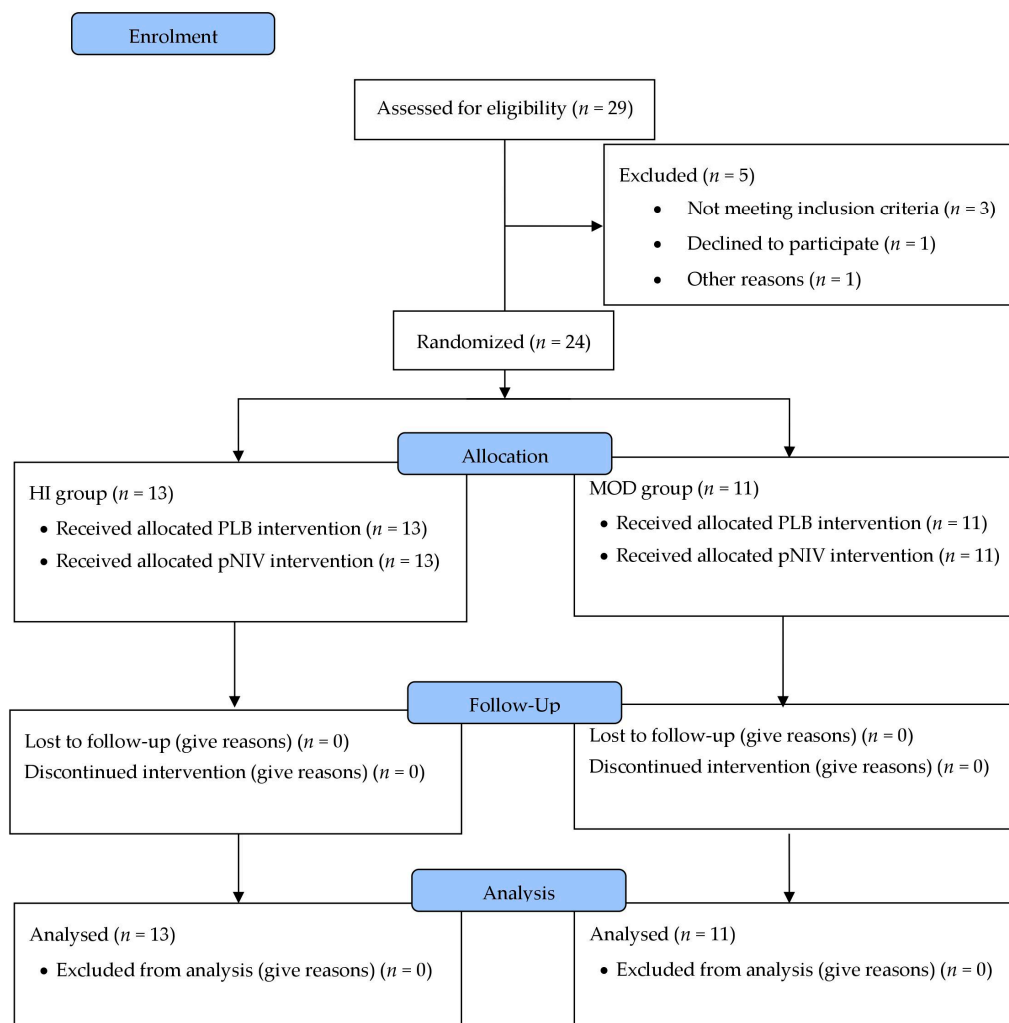 Enrolment
Assessed for eligibility (n = 29)
Excluded (n = 5)
• Not meeting inclusion criteria (n = 3)
• Declined to participate (n = 1)
• Other reasons (n = 1)
Randomized (n = 24)
Allocation
HI group (n = 13)
• Received allocated PLB intervention (n = 13)
• Received allocated pNIV intervention (n = 13)
MOD group (n = 11)
• Received allocated PLB intervention (n = 11)
• Received allocated pNIV intervention (n = 11)
Follow-Up
Lost to follow-up (give reasons) (n = 0)
Discontinued intervention (give reasons) (n = 0)
Lost to follow-up (give reasons) (n = 0)
Discontinued intervention (give reasons) (n = 0)
Analysis
Analysed (n = 13)
• Excluded from analysis (give reasons) (n = 0)
Analysed (n = 11)
• Excluded from analysis (give reasons) (n = 0)